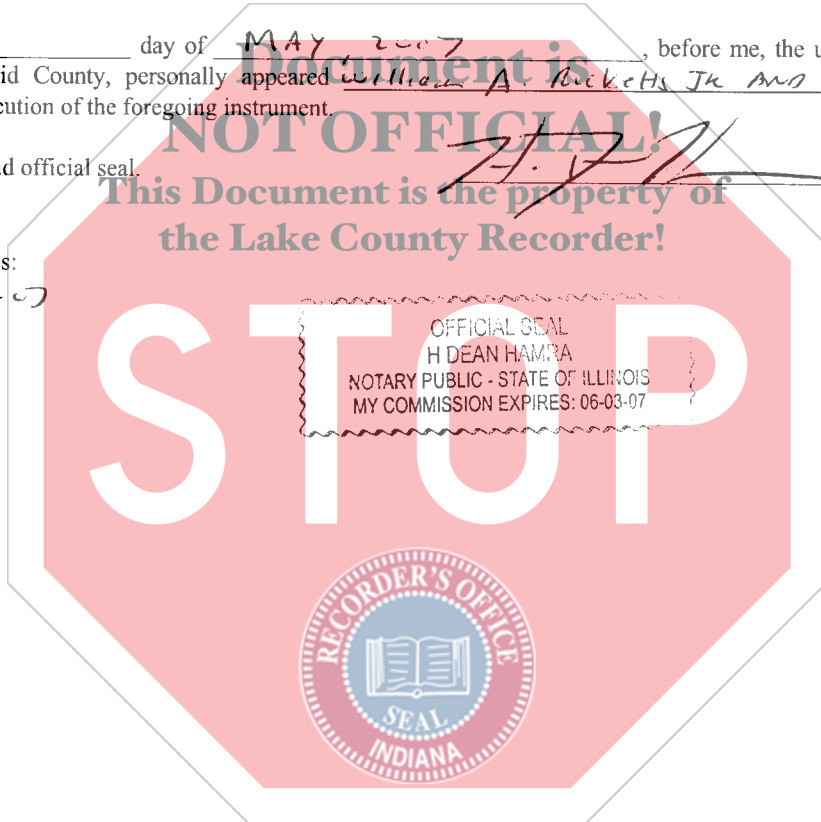 day of MAY, 2007, before me, the u
Document is
id County, personally appeared William A. Ricketts JR AND
cution of the foregoing instrument.
NOT OFFICIAL!
d official seal.
This Document is the property of
the Lake County Recorder!
s:
OFFICIAL SEAL
H DEAN HAMRA
NOTARY PUBLIC - STATE OF ILLINOIS
MY COMMISSION EXPIRES: 06-03-07
STOP
RECORDER'S OFFICE
SEAL
INDIANA